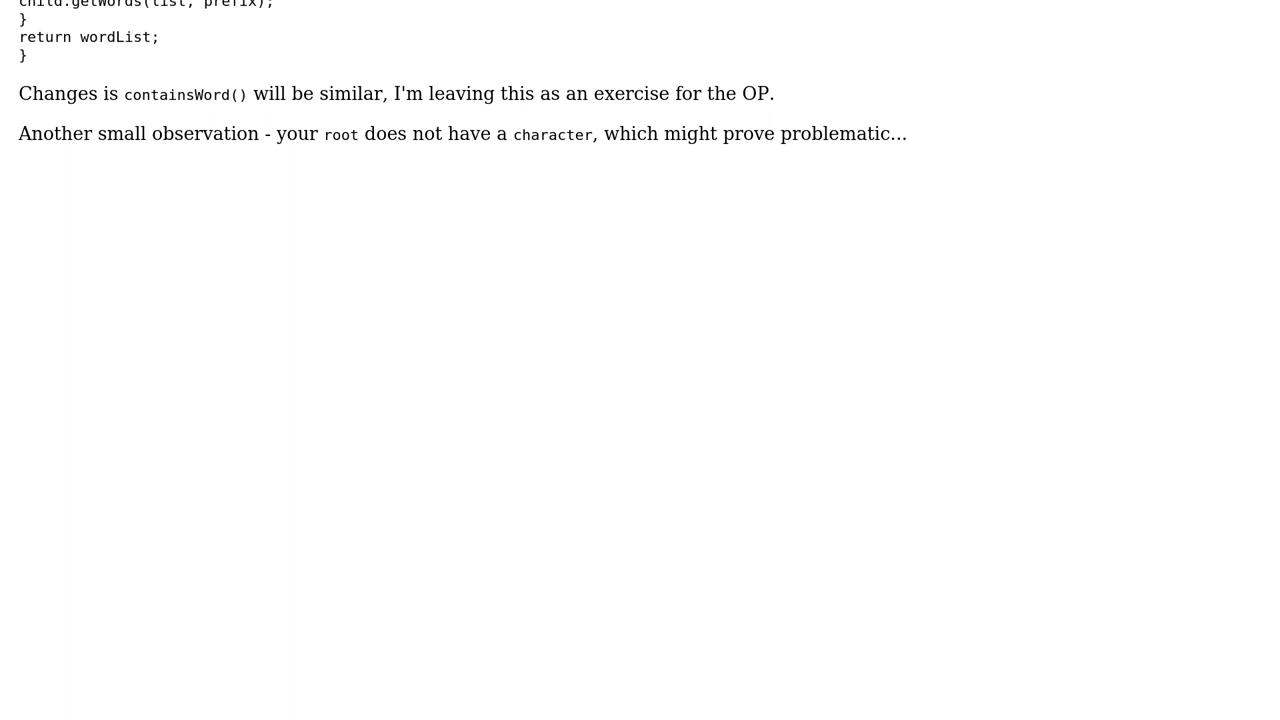 child.getWords(list, prefix);
}
return wordList;
}
Changes is containsWord() will be similar, I'm leaving this as an exercise for the OP.
Another small observation - your root does not have a character, which might prove problematic...